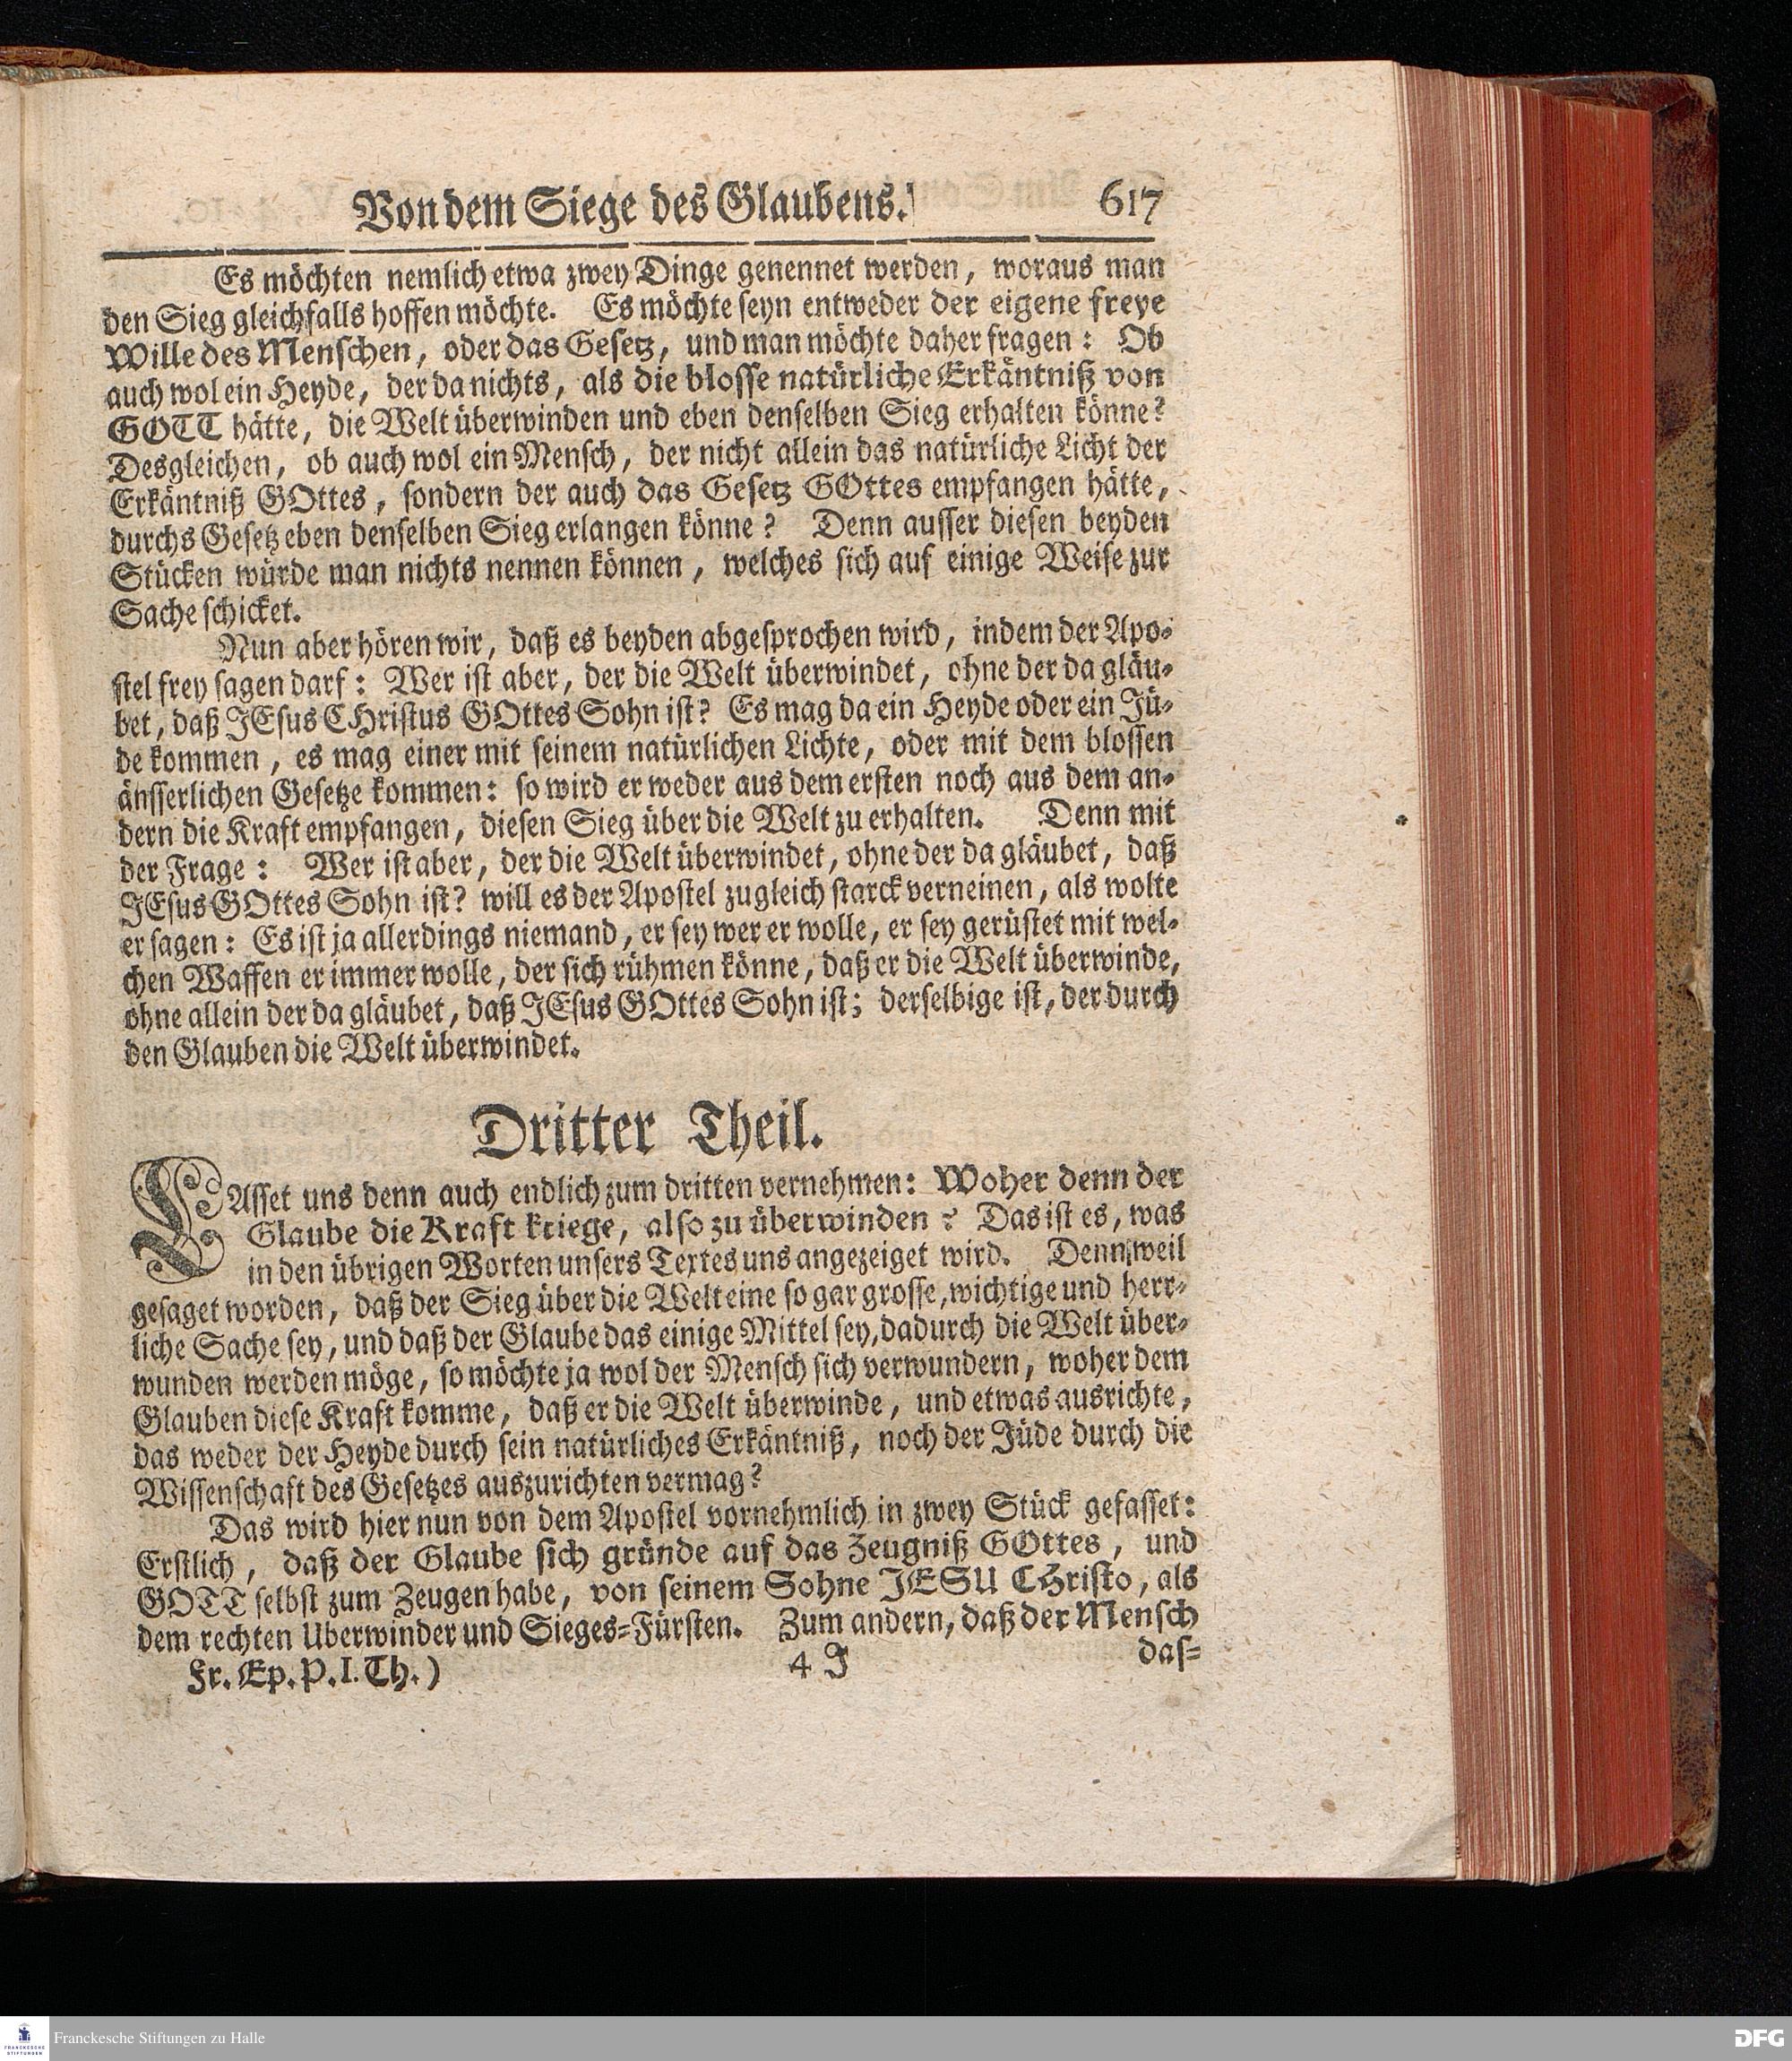 Von dem Siege des Glaubens. 617
Es möchten nemlich etwa zwey Dinge genennet werden, woraus man
den Sieg gleichfalls hoffen möchte. Es möchte seyn entweder der eigene freye
Wille des Menschen, oder das Gesetz, und man möchte daher fragen: Ob
auch wol ein Heyde, der da nichts, als die blosse natürliche Erkäntniß von
GOTT hätte, die Welt überwinden und eben denselben Sieg erhalten könne?
Desgleichen, ob auch wol ein Mensch, der nicht allein das natürliche Licht der
Erkäntniß GOttes, sondern der auch das Gesetz GOttes empfangen hätte,
durchs Gesetz eben denselben Sieg erlangen könne? Denn ausser diesen beyden
Stücken würde man nichts nennen können, welches sich auf einige Weise zur
Sache schicket.
Nun aber hören wir, daß es beyden abgesprochen wird, indem der Apo-
stel frey sagen darf: Wer ist aber, der die Welt überwindet, ohne der da gläu-
bet, daß JEsus CHristus GOttes Sohn ist? Es mag da ein Heyde oder ein Jü-
de kommen, es mag einer mit seinem natürlichen Lichte, oder mit dem blossen
änsserlichen Gesetze kommen: so wird er weder aus dem ersten noch aus dem an-
dern die Kraft empfangen, diesen Sieg über die Welt zu erhalten. Denn mit
der Frage: Wer ist aber, der die Welt überwindet, ohne der da gläubet, daß
JEsus GOttes Sohn ist? will es der Apostel zugleich starck verneinen, als wolte
er sagen: Es ist ja allerdings niemand, er sey wer er wolle, er sey gerüstet mit wel-
chen Waffen er immer wolle, der sich rühmen könne, daß er die Welt überwinde,
ohne allein der da gläubet, daß JEsus GOttes Sohn ist; derselbige ist, der durch
den Glauben die Welt überwindet.
Dritter Theil.
LAsset uns denn auch endlich zum dritten vernehmen: Woher denn der
Glaube die Kraft kriege, also zu überwinden? Das ist es, was
in den übrigen Worten unsers Textes uns angezeiget wird. Denn weil
gesaget worden, daß der Sieg über die Welt eine so gar grosse, wichtige und herr-
liche Sache sey, und daß der Glaube das einige Mittel sey, dadurch die Welt über-
wunden werden möge, so möchte ja wol der Mensch sich verwundern, woher dem
Glauben diese Kraft komme, daß er die Welt überwinde, und etwas ausrichte,
das weder der Heyde durch sein natürliches Erkäntniß, noch der Jüde durch die
Wissenschaft des Gesetzes auszurichten vermag?
Das wird hier nun von dem Apostel vornehmlich in zwey Stück gefasset:
Erstlich, daß der Glaube sich gründe auf das Zeugniß GOttes, und
GOTT selbst zum Zeugen habe, von seinem Sohne JESU CHristo, als
dem rechten Uberwinder und Sieges-Fürsten. Zum andern, daß der Mensch
Fr. Ep. P. I. Th.) 4 J das-
FRANCKESCHE STIFTUNGEN
Franckesche Stiftungen zu Halle
DFG